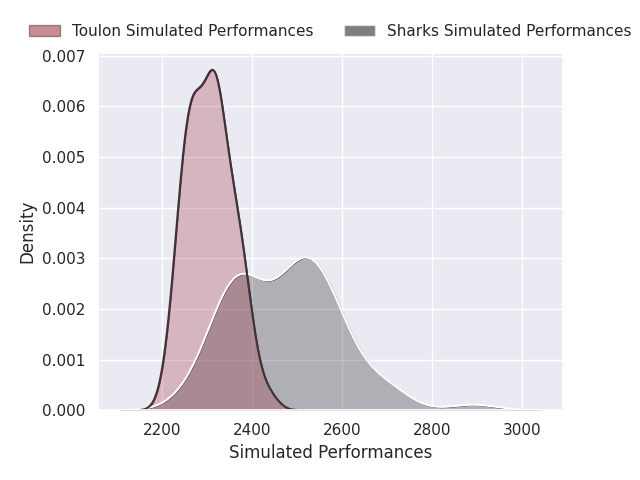 Toulon Simulated Performances Sharks Simulated Performances
0.007
0.006
0.005
0.004
0.003
0.002
0.001
0.000
Density
2200 2400 2600 2800 3000
Simulated Performances